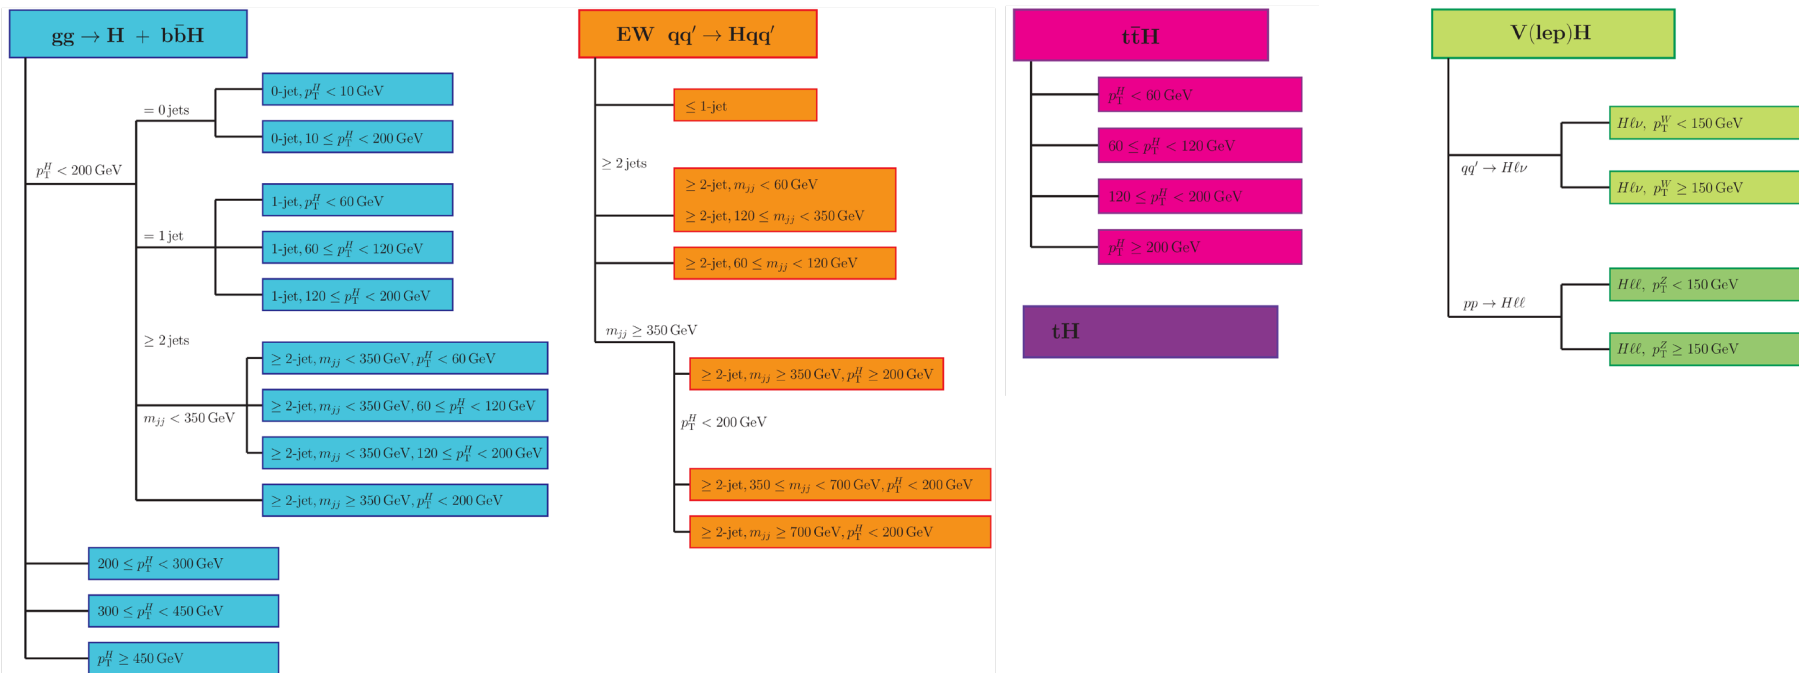 gg → H + bb̄H
= 0 jets
0-jet, p_T^H < 10 GeV
0-jet, 10 ≤ p_T^H < 200 GeV
p_T^H < 200 GeV
= 1 jet
1-jet, p_T^H < 60 GeV
1-jet, 60 ≤ p_T^H < 120 GeV
1-jet, 120 ≤ p_T^H < 200 GeV
≥ 2 jets
m_jj < 350 GeV
≥ 2-jet, m_jj < 350 GeV, p_T^H < 60 GeV
≥ 2-jet, m_jj < 350 GeV, 60 ≤ p_T^H < 120 GeV
≥ 2-jet, m_jj < 350 GeV, 120 ≤ p_T^H < 200 GeV
≥ 2-jet, m_jj ≥ 350 GeV, p_T^H < 200 GeV
200 ≤ p_T^H < 300 GeV
300 ≤ p_T^H < 450 GeV
p_T^H ≥ 450 GeV
EW qq′ → Hqq′
≤ 1-jet
≥ 2 jets
≥ 2-jet, m_jj < 60 GeV
≥ 2-jet, 120 ≤ m_jj < 350 GeV
≥ 2-jet, 60 ≤ m_jj < 120 GeV
m_jj ≥ 350 GeV
≥ 2-jet, m_jj ≥ 350 GeV, p_T^H ≥ 200 GeV
p_T^H < 200 GeV
≥ 2-jet, 350 ≤ m_jj < 700 GeV, p_T^H < 200 GeV
≥ 2-jet, m_jj ≥ 700 GeV, p_T^H < 200 GeV
tt̄H
p_T^H < 60 GeV
60 ≤ p_T^H < 120 GeV
120 ≤ p_T^H < 200 GeV
p_T^H ≥ 200 GeV
tH
V(lep)H
qq′ → Hℓν
Hℓν, p_T^W < 150 GeV
Hℓν, p_T^W ≥ 150 GeV
pp → Hℓℓ
Hℓℓ, p_T^Z < 150 GeV
Hℓℓ, p_T^Z ≥ 150 GeV